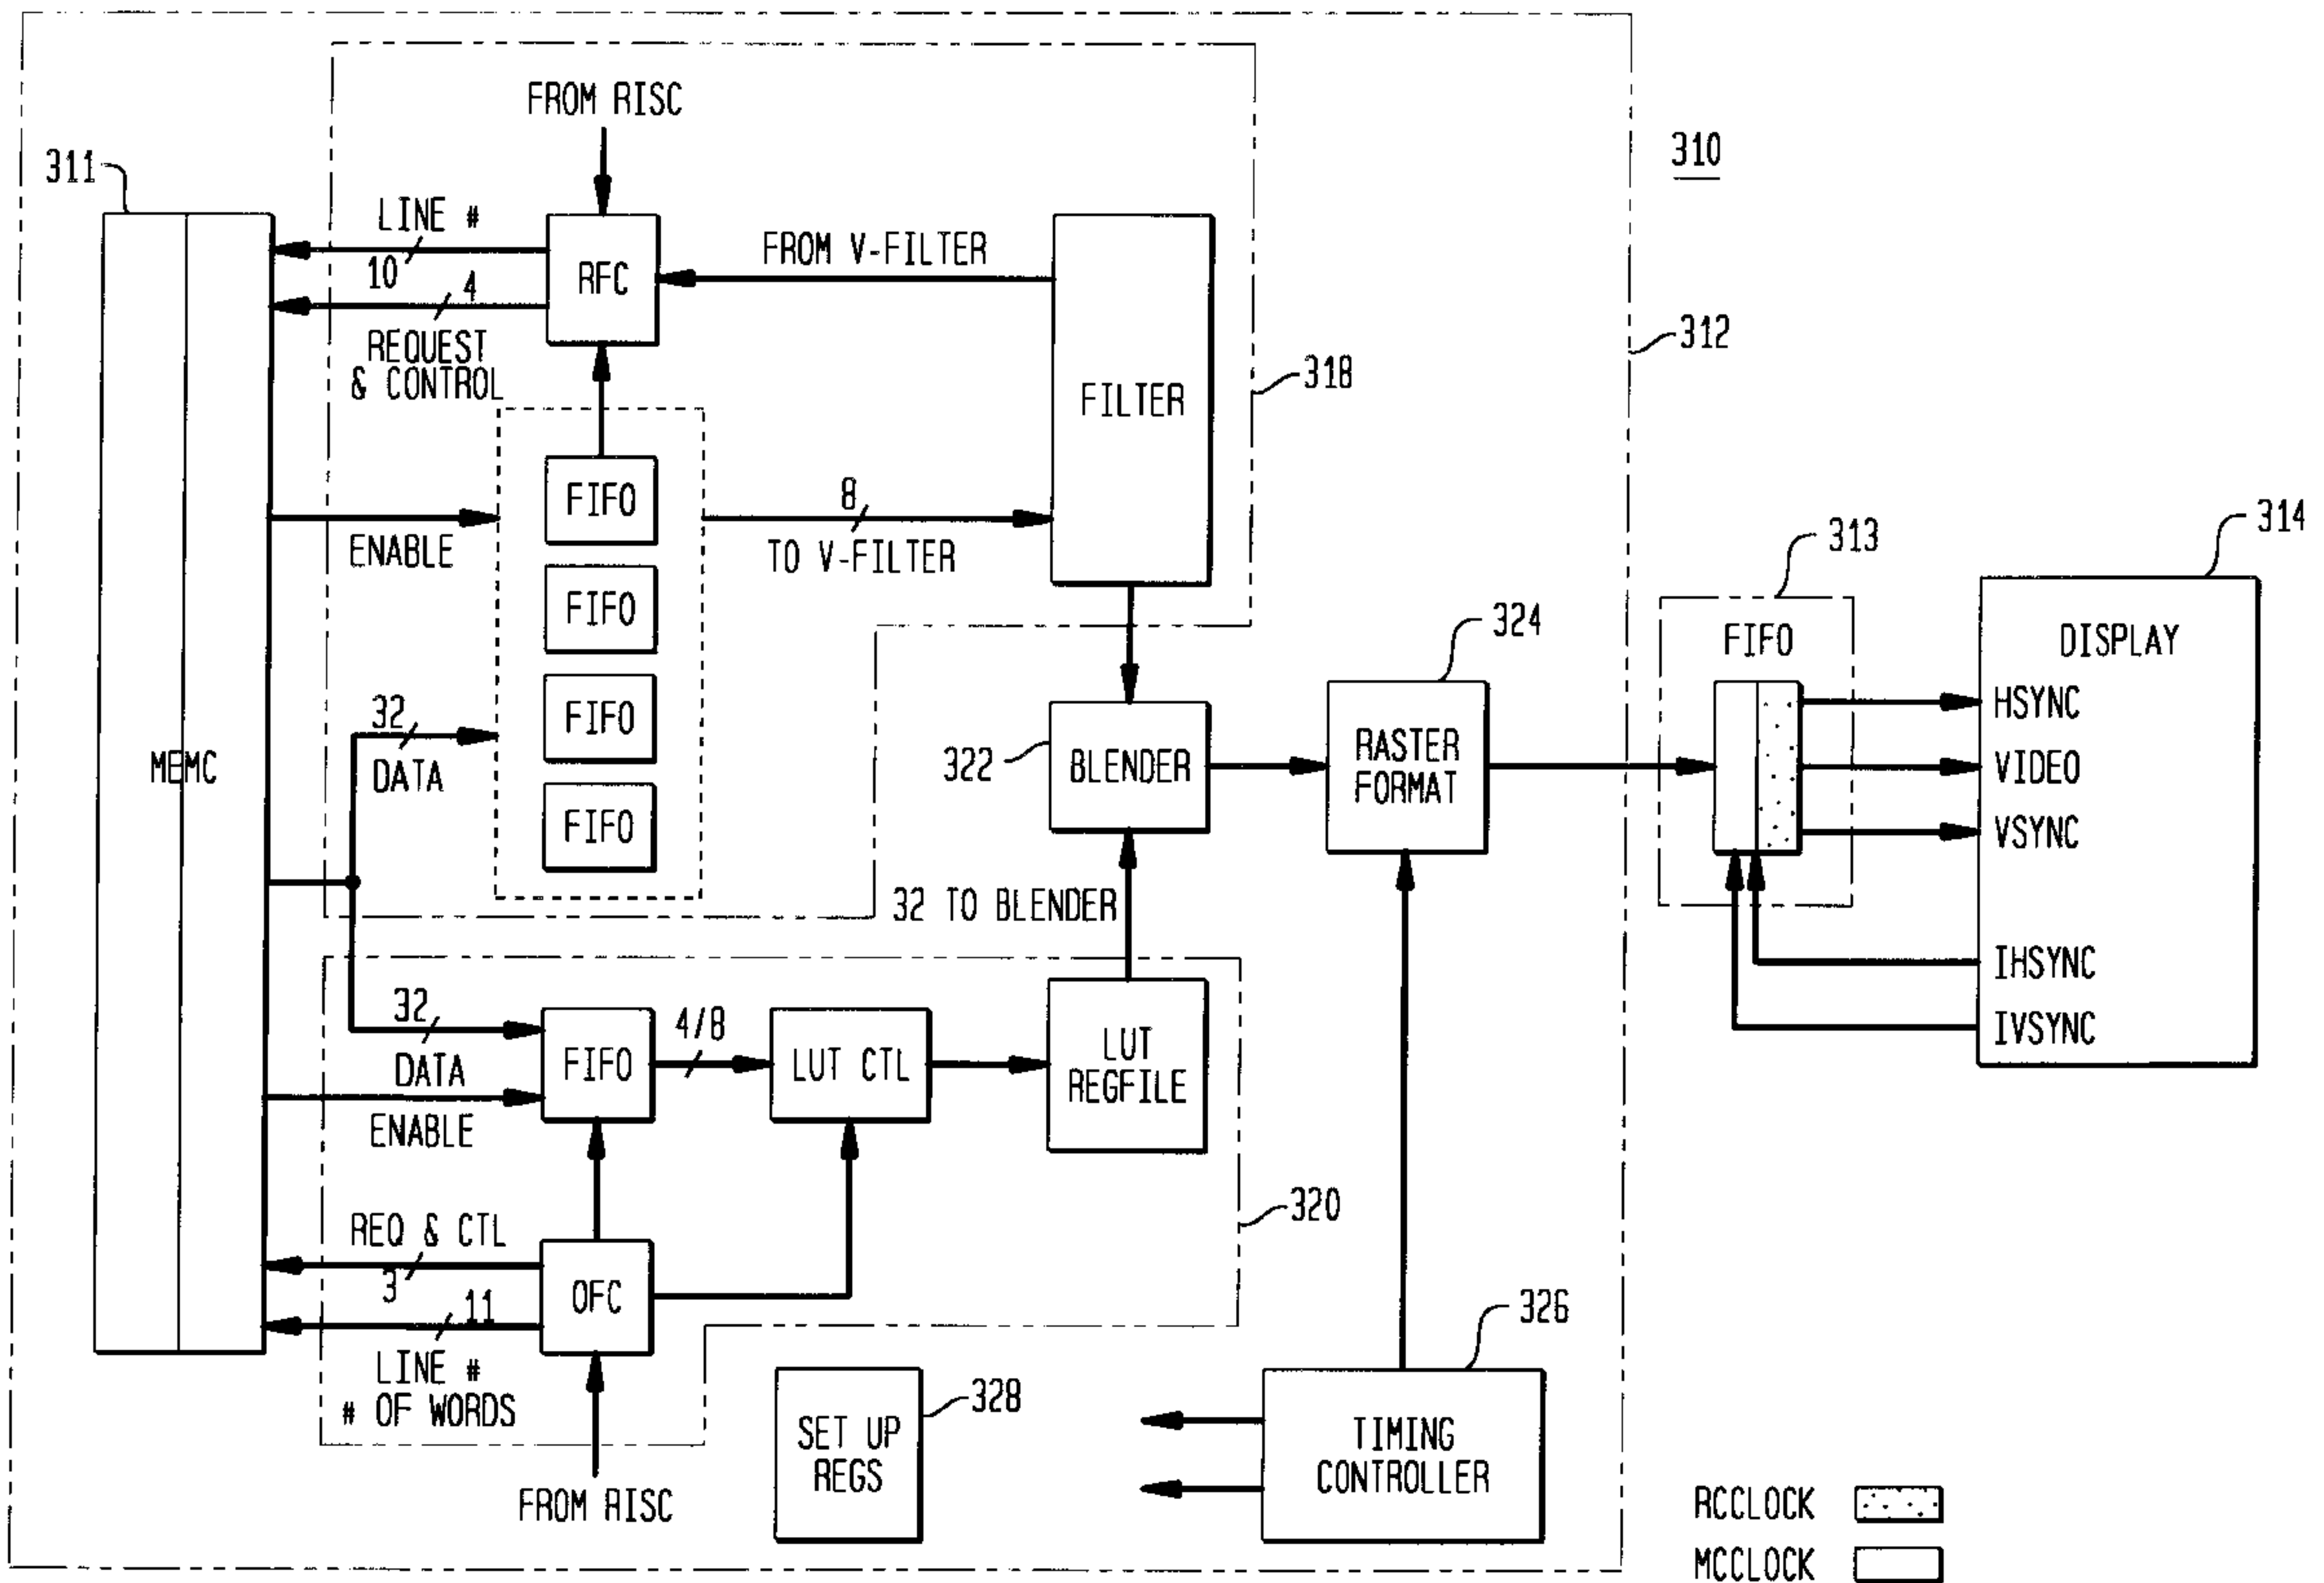 FROM RISC
310
311
LINE #
10
4
REQUEST
& CONTROL
RFC
FROM V-FILTER
FILTER
312
318
FIFO
FIFO
FIFO
FIFO
ENABLE
8
TO V-FILTER
32
DATA
MEMC
322
BLENDER
324
RASTER
FORMAT
313
FIFO
314
DISPLAY
HSYNC
VIDEO
VSYNC
IHSYNC
IVSYNC
32 TO BLENDER
32
DATA
ENABLE
FIFO
4/8
LUT CTL
LUT
REGFILE
320
REQ & CTL
3
11
LINE #
# OF WORDS
OFC
FROM RISC
SET UP
REGS
328
326
TIMING
CONTROLLER
RCCLOCK
MCCLOCK